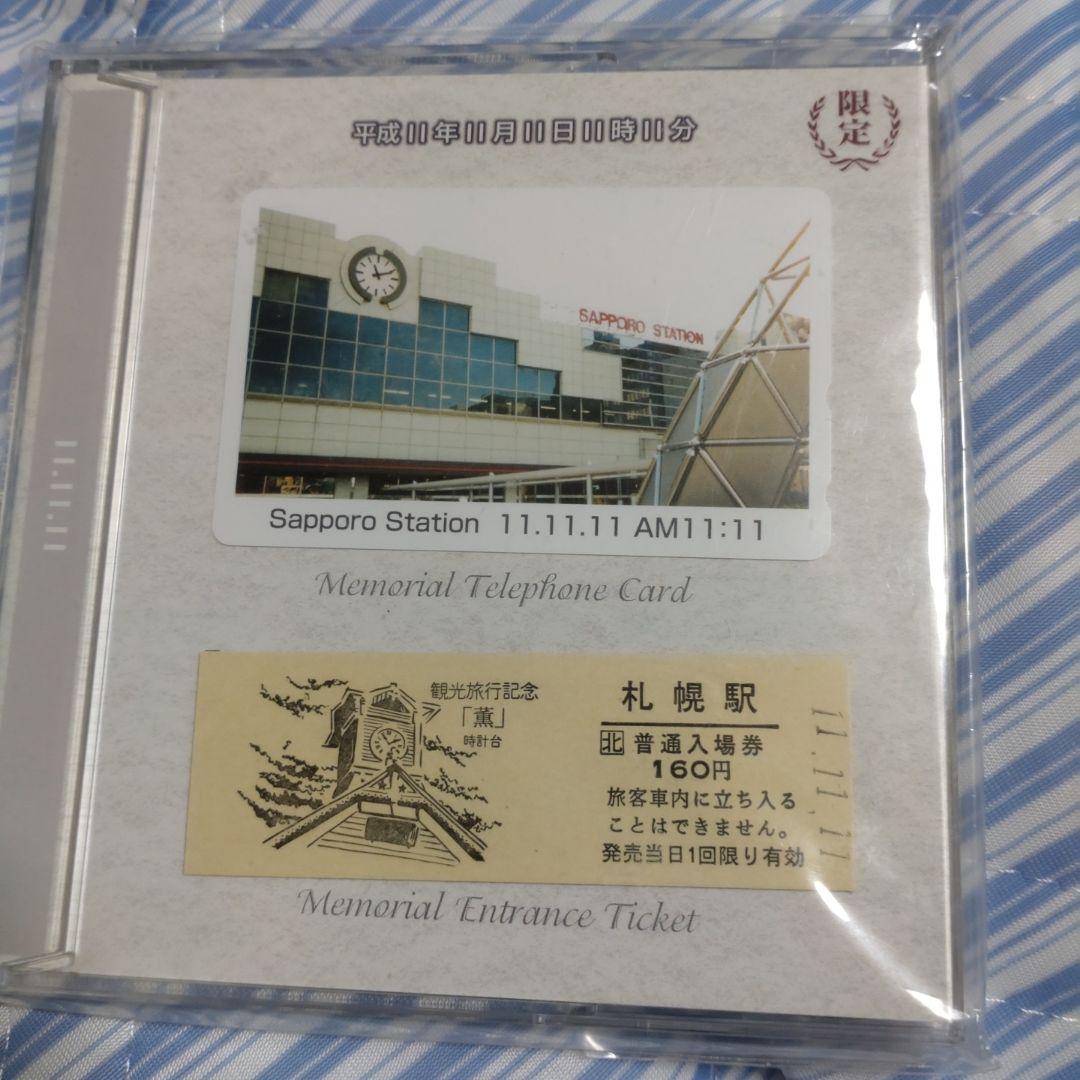 平成11年11月11日11時11分
限定
SAPPORO STATION
Sapporo Station 11.11.11 AM11:11
Memorial Telephone Card
11.11.11
観光旅行記念
「薫」
時計台
札幌駅
北 普通入場券
160円
旅客車内に立ち入る
ことはできません。
発売当日1回限り有効
11.11.11
Memorial Entrance Ticket